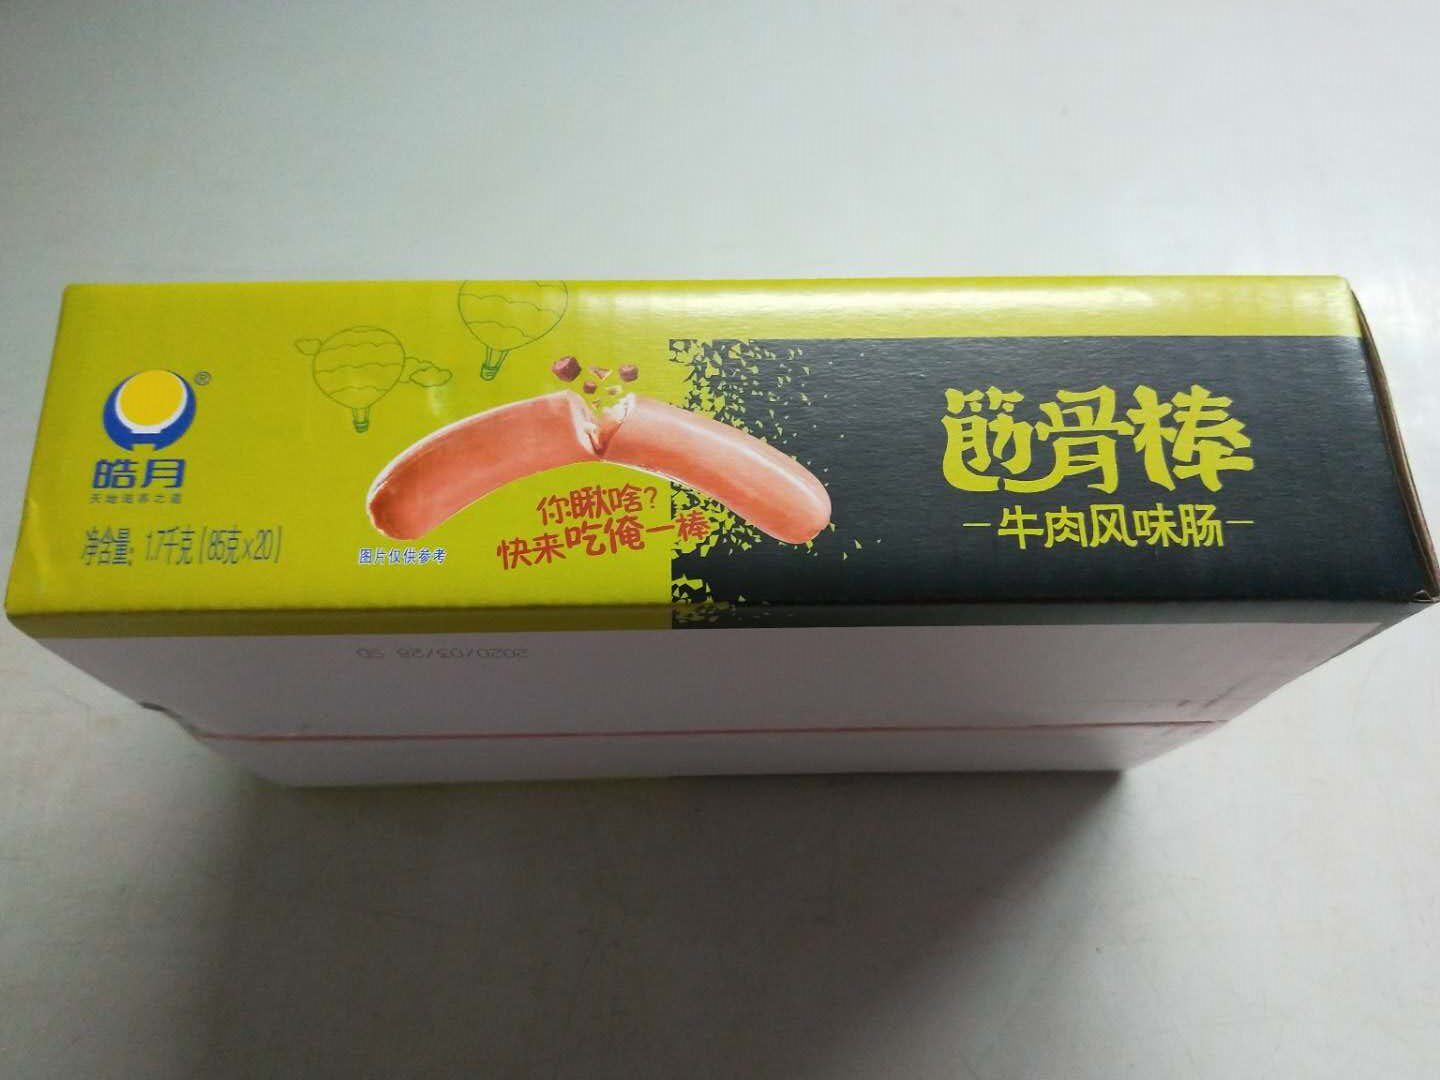 ®
皓月
天地滋养之道
净含量: 1.7千克(85克×20)
图片仅供参考
你瞅啥?
快来吃俺一棒
筋骨棒
—牛肉风味肠—